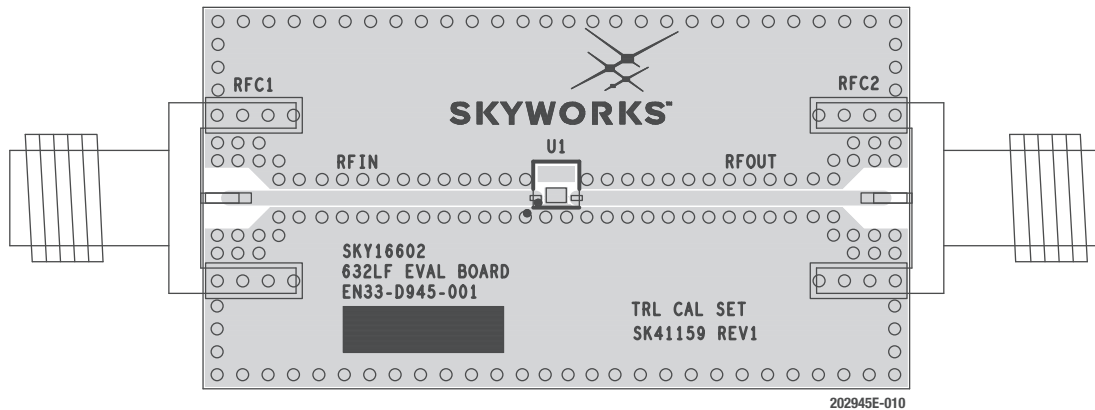 SKYWORKS™
RFC1
RFC2
U1
RFIN
RFOUT
SKY16602
632LF EVAL BOARD
EN33-D945-001
TRL CAL SET
SK41159 REV1
202945E-010